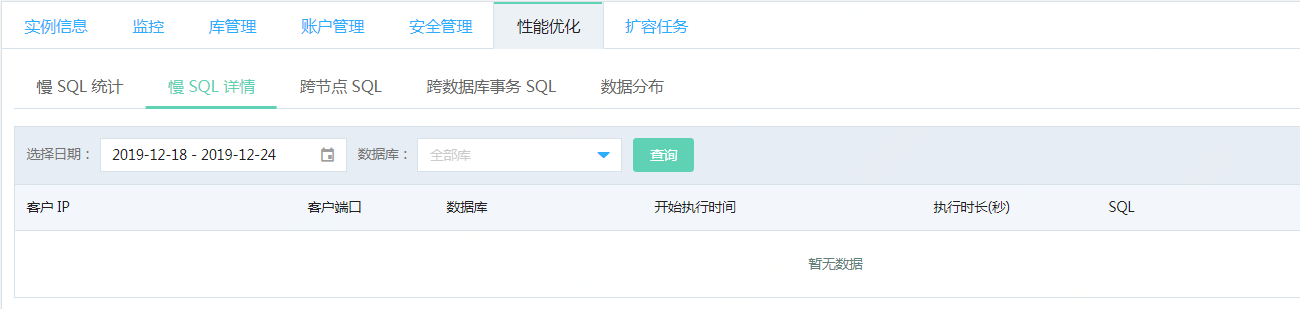 实例信息 监控 库管理 账户管理 安全管理 性能优化 扩容任务
慢 SQL 统计 慢 SQL 详情 跨节点 SQL 跨数据库事务 SQL 数据分布
选择日期： 2019-12-18 - 2019-12-24 数据库： 全部库 查询
客户 IP 客户端口 数据库 开始执行时间 执行时长(秒) SQL
暂无数据